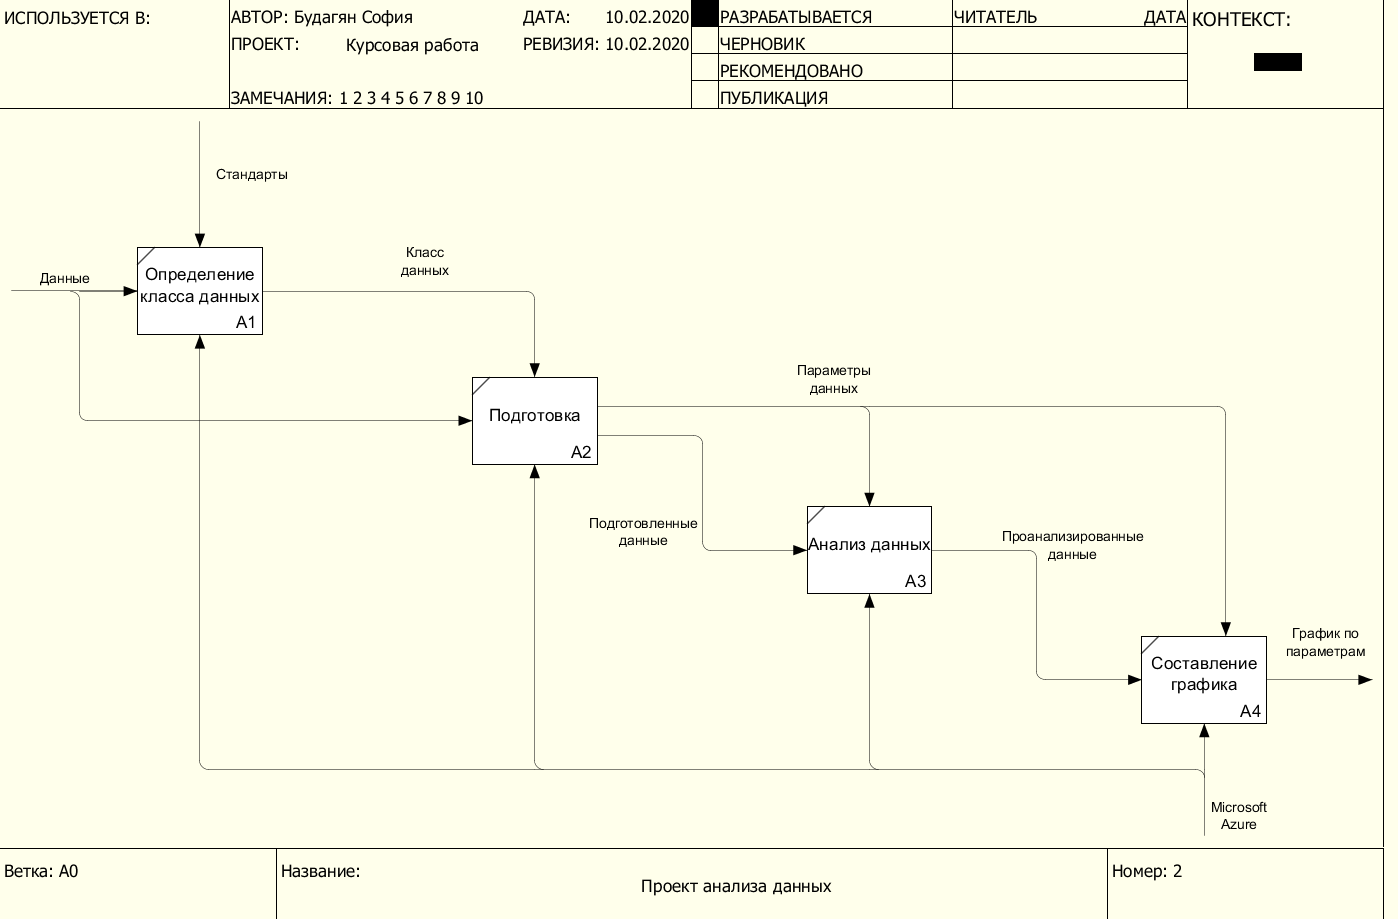 ИСПОЛЬЗУЕТСЯ В:
АВТОР: Будагян София
ДАТА: 10.02.2020
ПРОЕКТ: Курсовая работа
РЕВИЗИЯ: 10.02.2020
ЗАМЕЧАНИЯ: 1 2 3 4 5 6 7 8 9 10
РАЗРАБАТЫВАЕТСЯ
ЧЕРНОВИК
РЕКОМЕНДОВАНО
ПУБЛИКАЦИЯ
ЧИТАТЕЛЬ
ДАТА
КОНТЕКСТ:
Стандарты
Данные
Определение
класса данных
A1
Класс
данных
Подготовка
A2
Параметры
данных
Подготовленные
данные
Анализ данных
A3
Проанализированные
данные
Составление
графика
A4
График по
параметрам
Microsoft
Azure
Ветка: A0
Название:
Проект анализа данных
Номер: 2